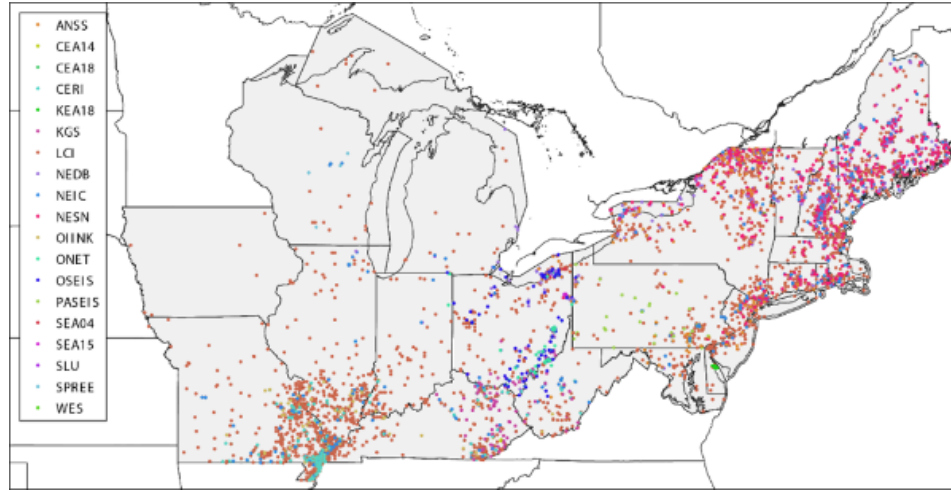 ANSS
CEA14
CEA18
CERI
KEA18
KGS
LCI
NEDB
NEIC
NESN
OIINK
ONET
OSEIS
PASEIS
SEA04
SEA15
SLU
SPREE
WES